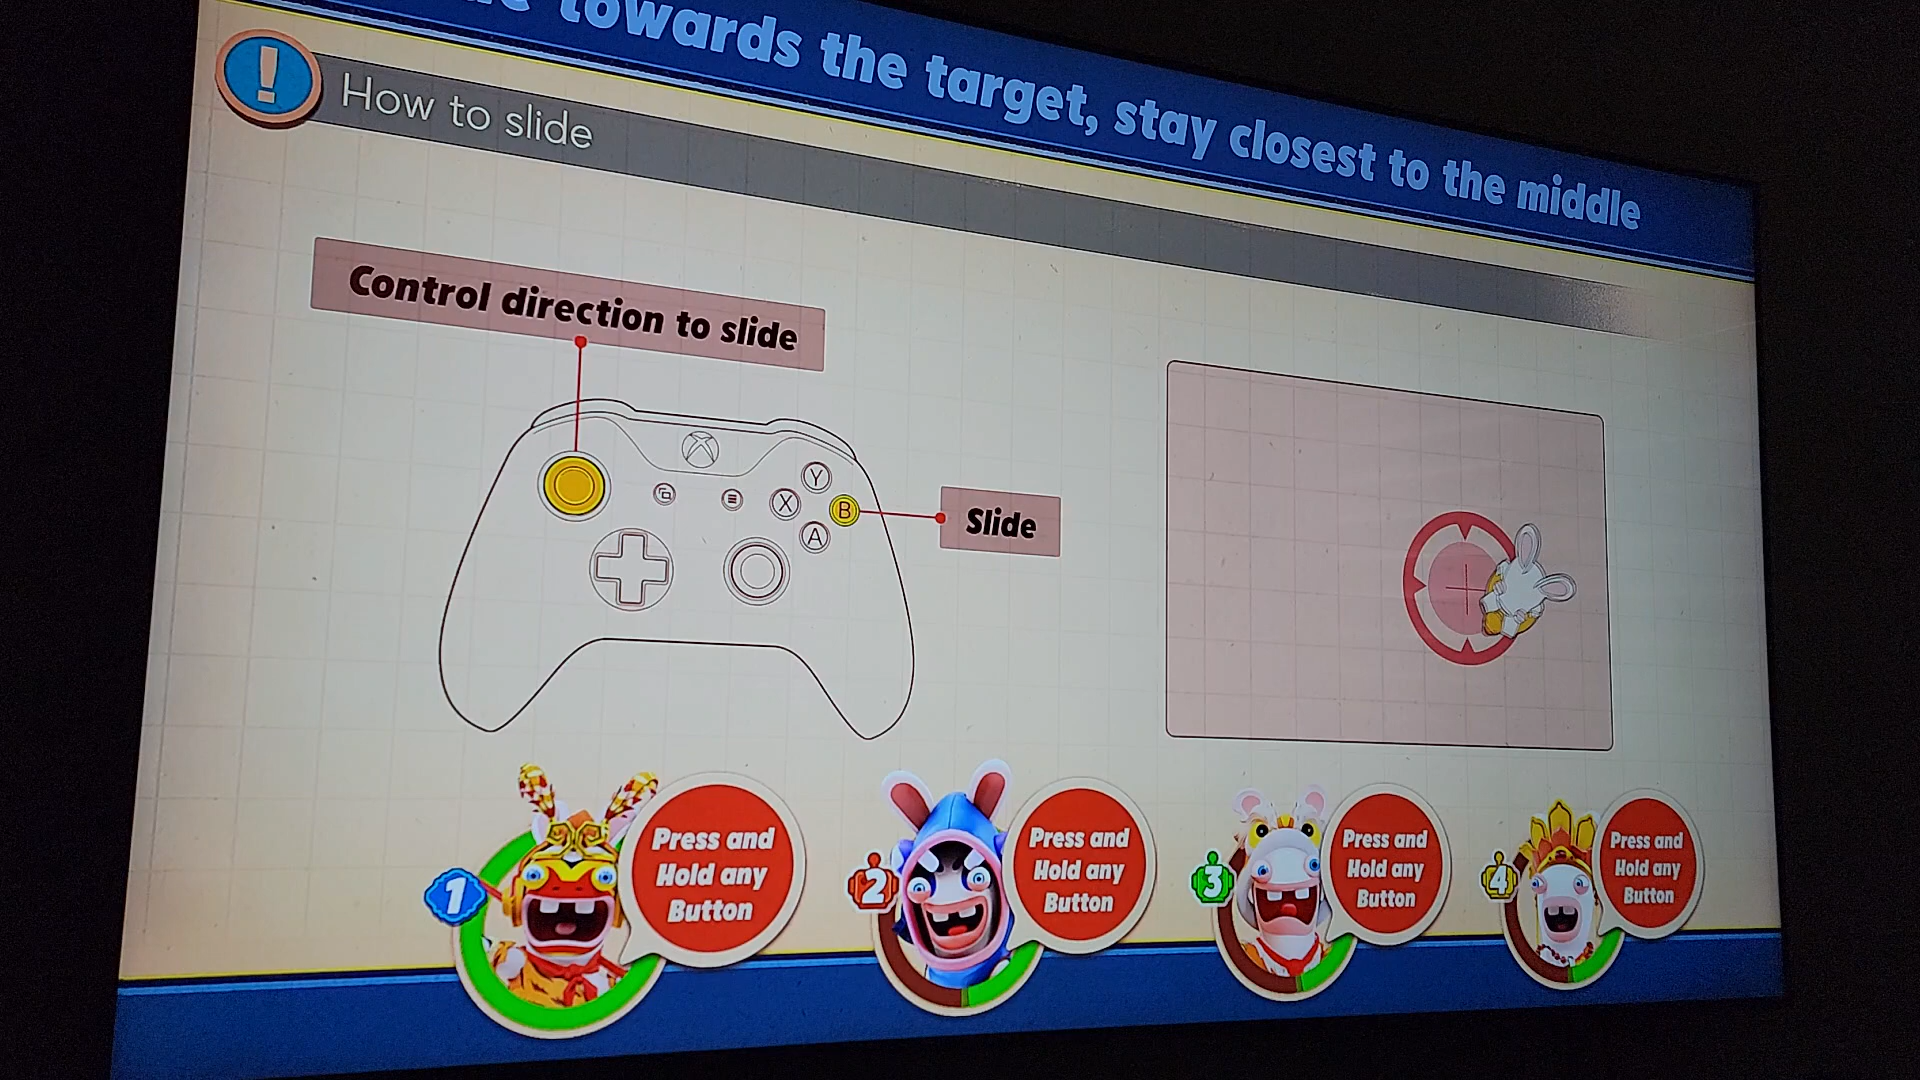 towards the target, stay closest to the middle
How to slide
Control direction to slide
Y
X
B
A
Slide
1
Press and
Hold any
Button
2
Press and
Hold any
Button
3
Press and
Hold any
Button
4
Press and
Hold any
Button